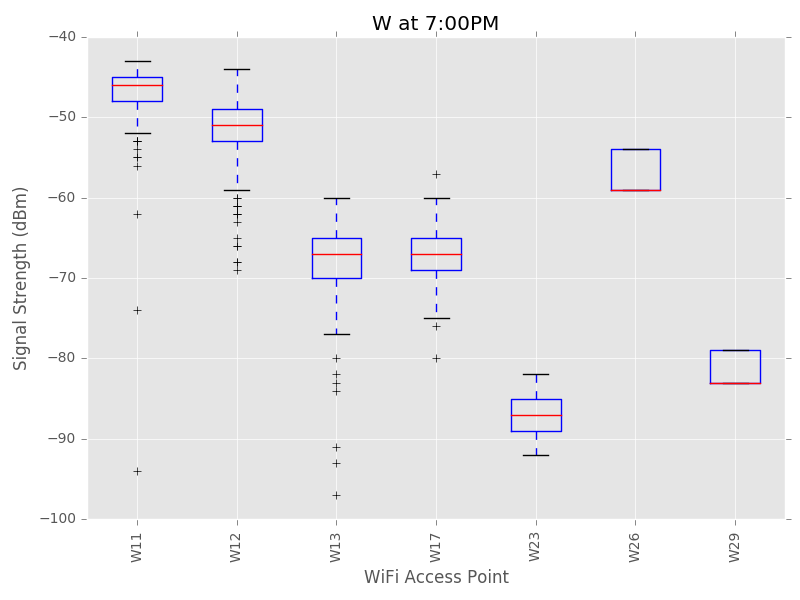 W at 7:00PM
Signal Strength (dBm)
−40
−50
−60
−70
−80
−90
−100
W11
W12
W13
W17
W23
W26
W29
WiFi Access Point